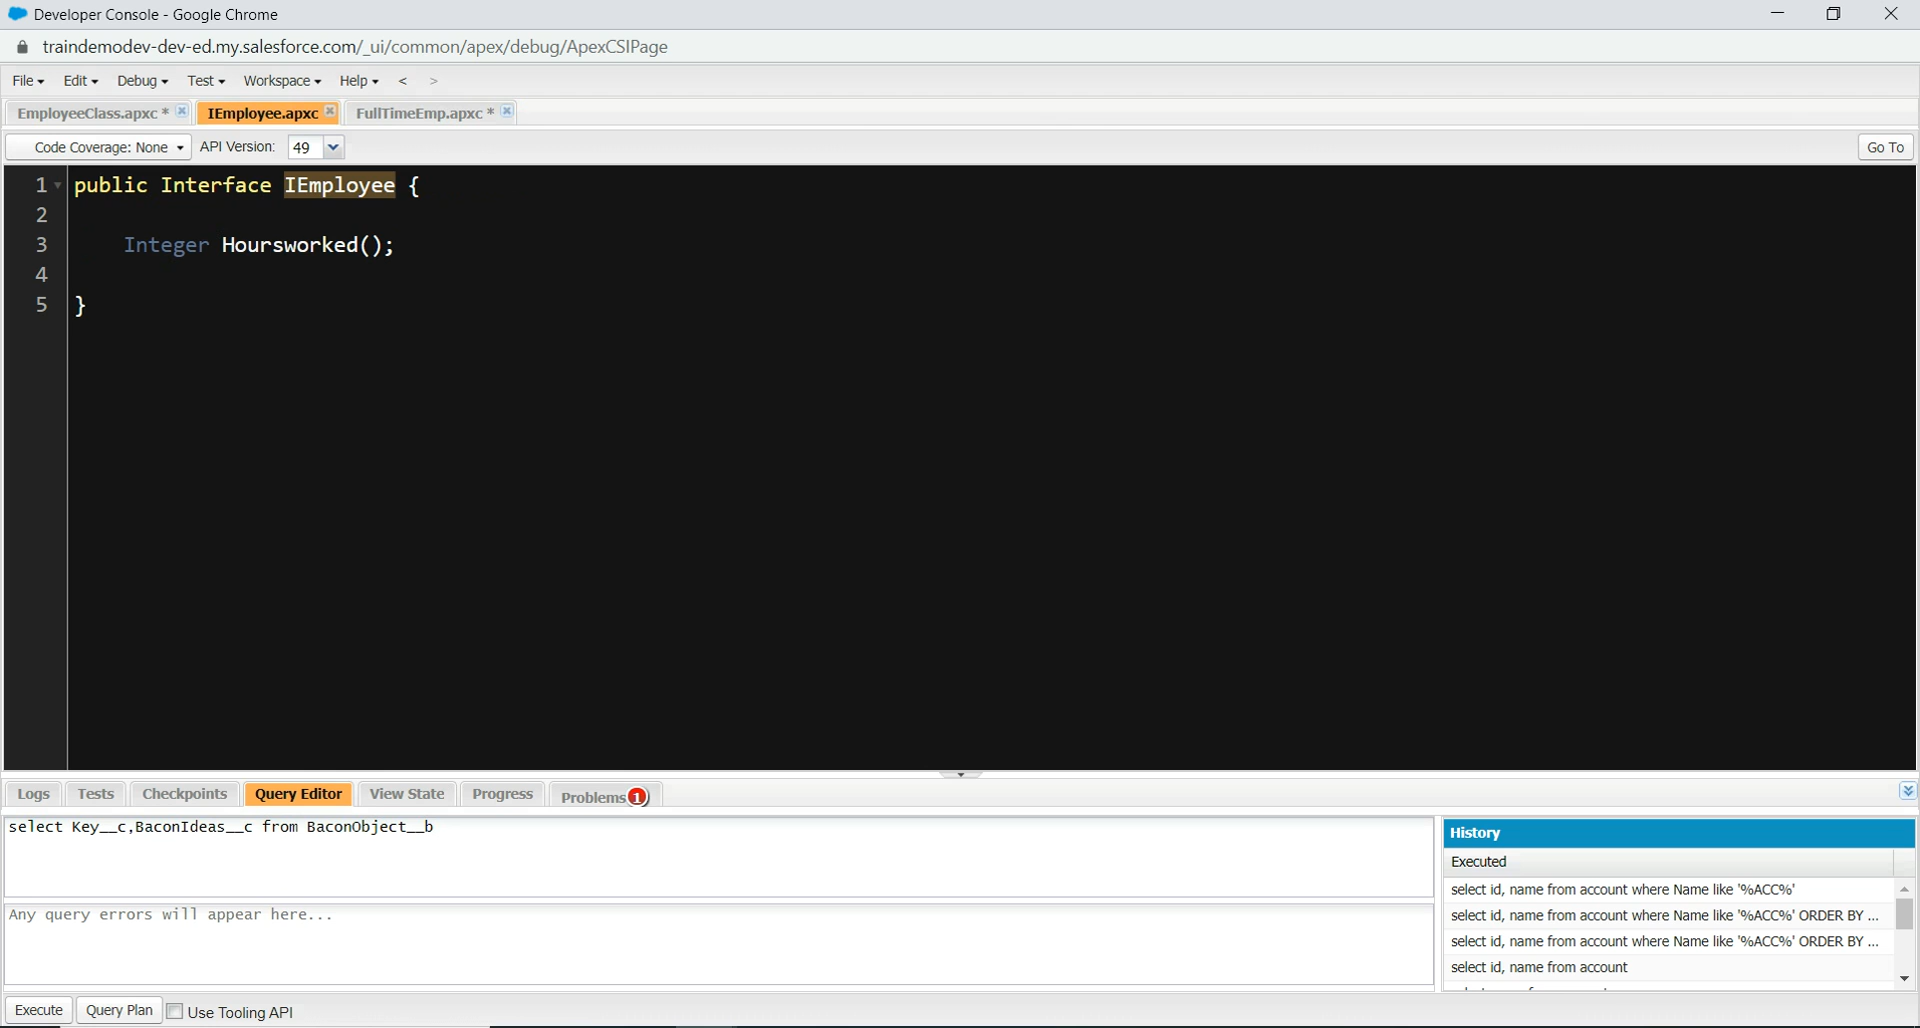 Developer Console - Google Chrome
traindemodev-dev-ed.my.salesforce.com/_ui/common/apex/debug/ApexCSIPage
File Edit Debug Test Workspace Help < >
EmployeeClass.apxc * IEmployee.apxc FullTimeEmp.apxc *
Code Coverage: None API Version: 49 Go To
1 public Interface IEmployee {
2
3 Integer Hoursworked();
4
5 }
Logs Tests Checkpoints Query Editor View State Progress Problems 1
select Key__c,BaconIdeas__c from BaconObject__b
Any query errors will appear here...
History
Executed
select id, name from account where Name like '%ACC%'
select id, name from account where Name like '%ACC%' ORDER BY ...
select id, name from account where Name like '%ACC%' ORDER BY ...
select id, name from account
Execute Query Plan Use Tooling API